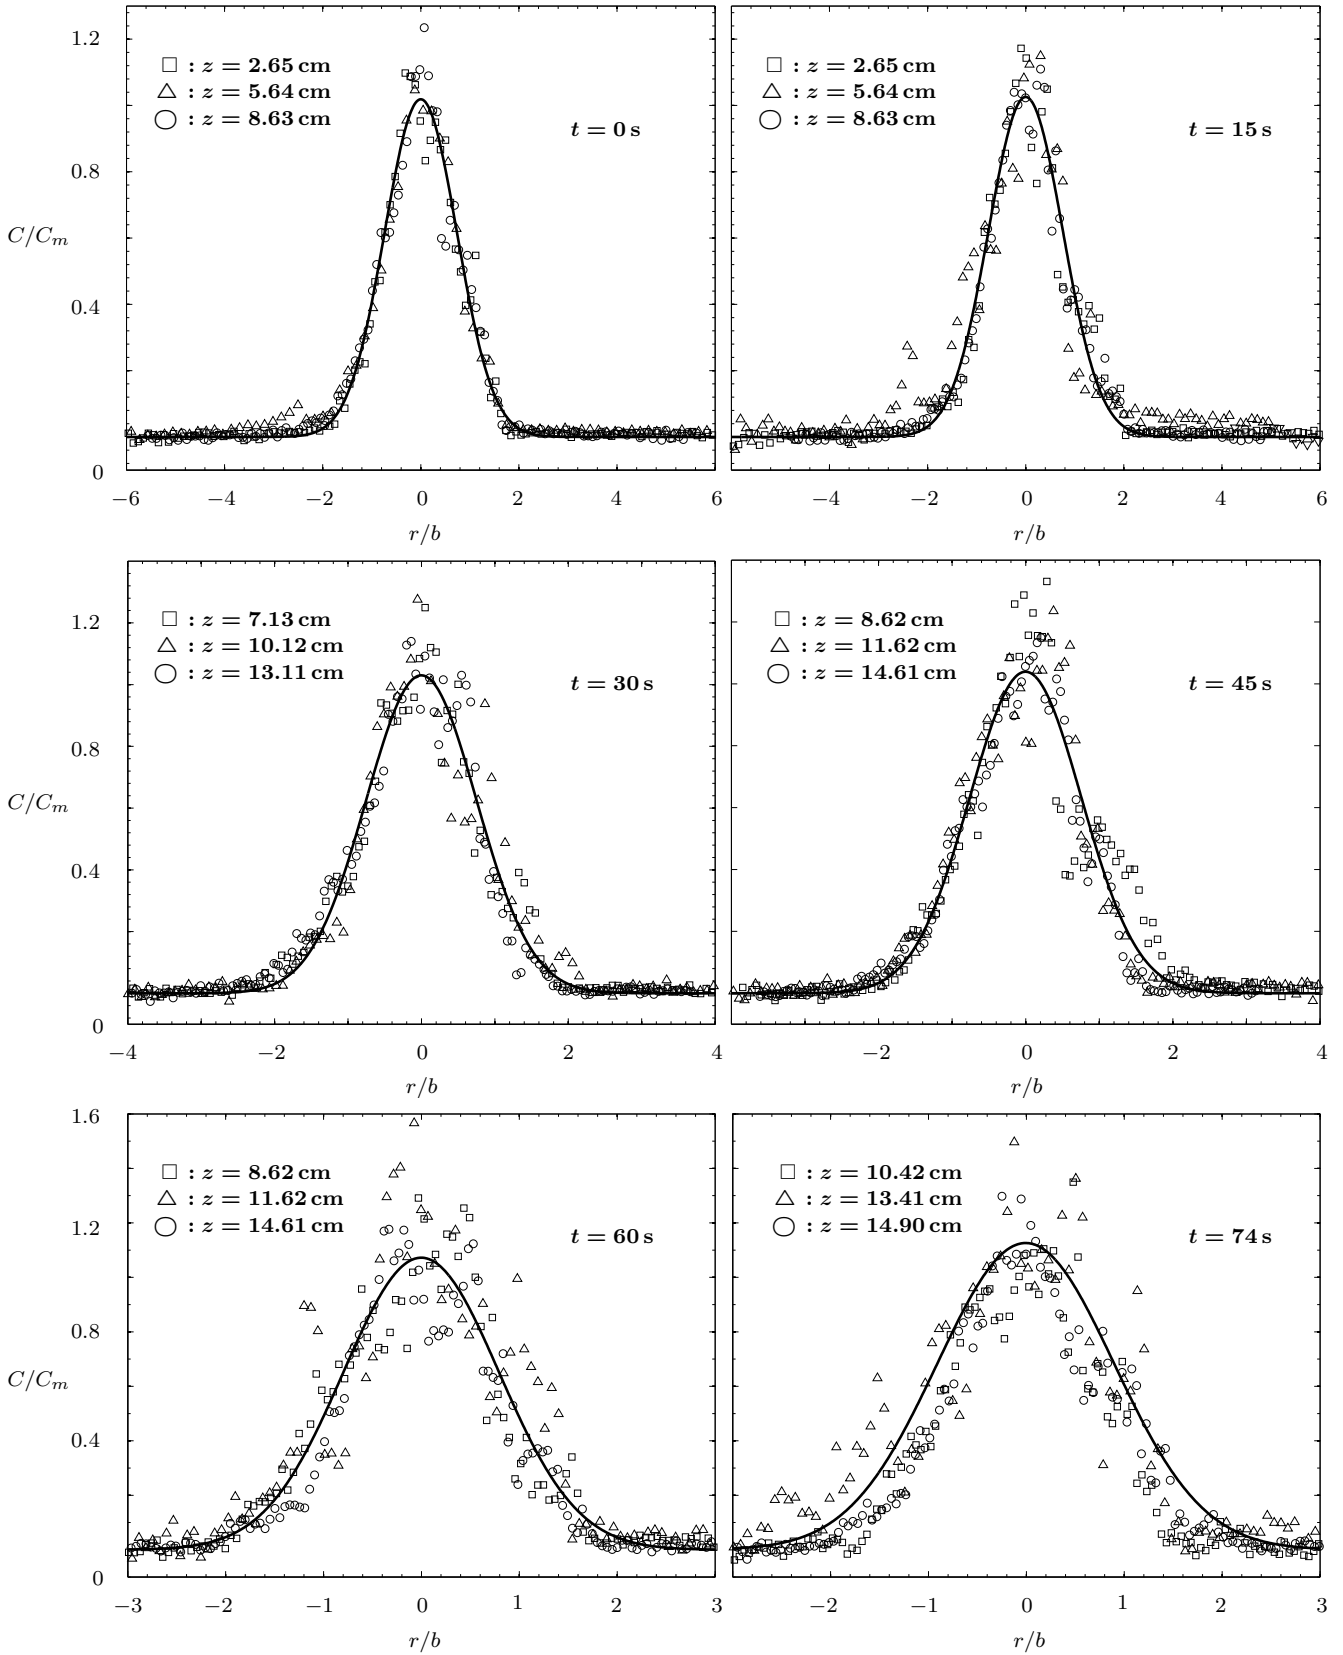 1.2
0.8
C/Cₘ
0.4
0
□ : z = 2.65 cm
△ : z = 5.64 cm
○ : z = 8.63 cm
t = 0 s
−6 −4 −2 0 2 4 6
r/b
□ : z = 2.65 cm
△ : z = 5.64 cm
○ : z = 8.63 cm
t = 15 s
−4 −2 0 2 4 6
r/b
1.2
0.8
C/Cₘ
0.4
0
□ : z = 7.13 cm
△ : z = 10.12 cm
○ : z = 13.11 cm
t = 30 s
−4 −2 0 2 4
r/b
□ : z = 8.62 cm
△ : z = 11.62 cm
○ : z = 14.61 cm
t = 45 s
−2 0 2 4
r/b
1.6
1.2
0.8
C/Cₘ
0.4
0
□ : z = 8.62 cm
△ : z = 11.62 cm
○ : z = 14.61 cm
t = 60 s
−3 −2 −1 0 1 2 3
r/b
□ : z = 10.42 cm
△ : z = 13.41 cm
○ : z = 14.90 cm
t = 74 s
−2 −1 0 1 2 3
r/b